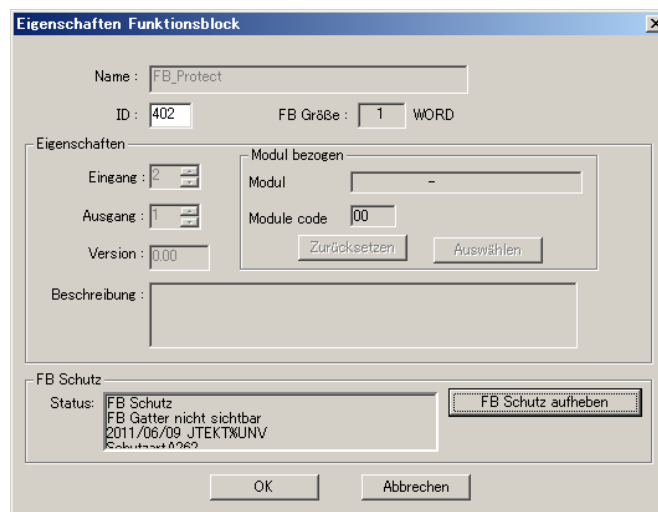 Eigenschaften Funktionsblock
Name : FB_Protect
ID : 402 FB Größe : 1 WORD
Eigenschaften
Modul bezogen
Eingang : 2
Modul –
Ausgang : 1
Module code 00
Version : 0.00
Zurücksetzen Auswählen
Beschreibung :
FB Schutz
Status: FB Schutz
FB Gatter nicht sichtbar
2011/06/09 JTEKT%UNV
SchutzartA262
FB Schutz aufheben
OK Abbrechen